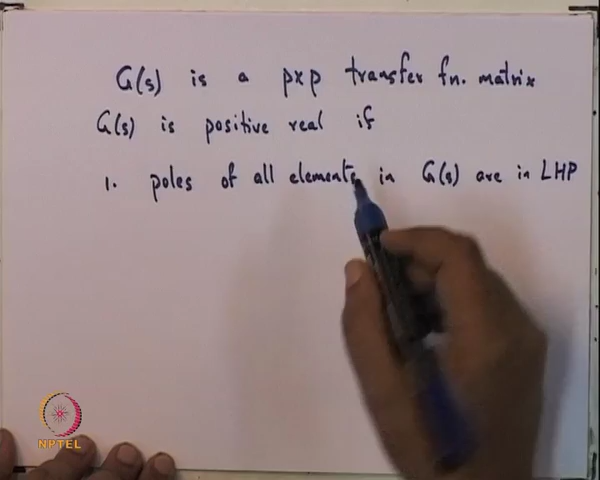 G(s) is a pxp transfer fn. matrix
G(s) is positive real if
1. poles of all elements in G(s) are in LHP
NPTEL